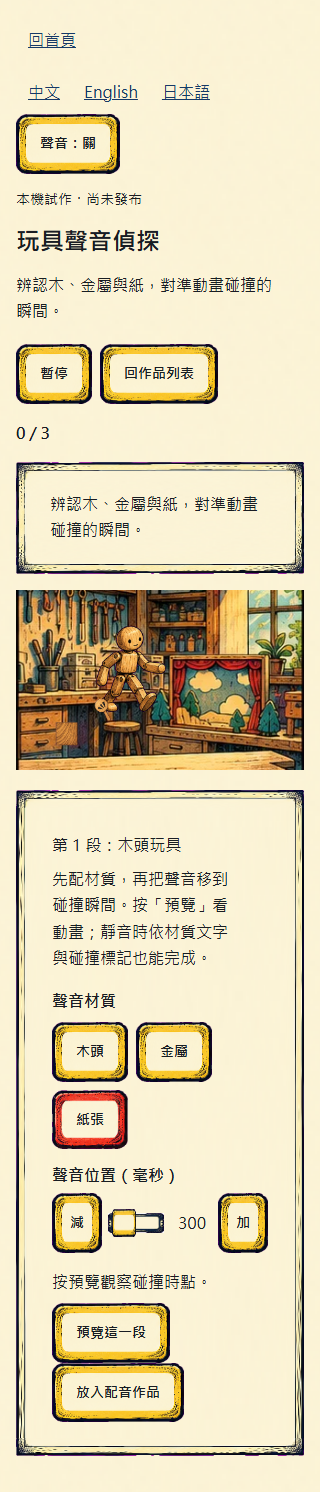 回首頁
中文 English 日本語
聲音：關
本機試作・尚未發布
玩具聲音偵探
辨認木、金屬與紙，對準動畫碰撞的
瞬間。
暫停 回作品列表
0 / 3
辨認木、金屬與紙，對準動畫
碰撞的瞬間。
第 1 段：木頭玩具
先配材質，再把聲音移到
碰撞瞬間。按「預覽」看
動畫；靜音時依材質文字
與碰撞標記也能完成。
聲音材質
木頭 金屬
紙張
聲音位置（毫秒）
減 300 加
按預覽觀察碰撞時點。
預覽這一段
放入配音作品